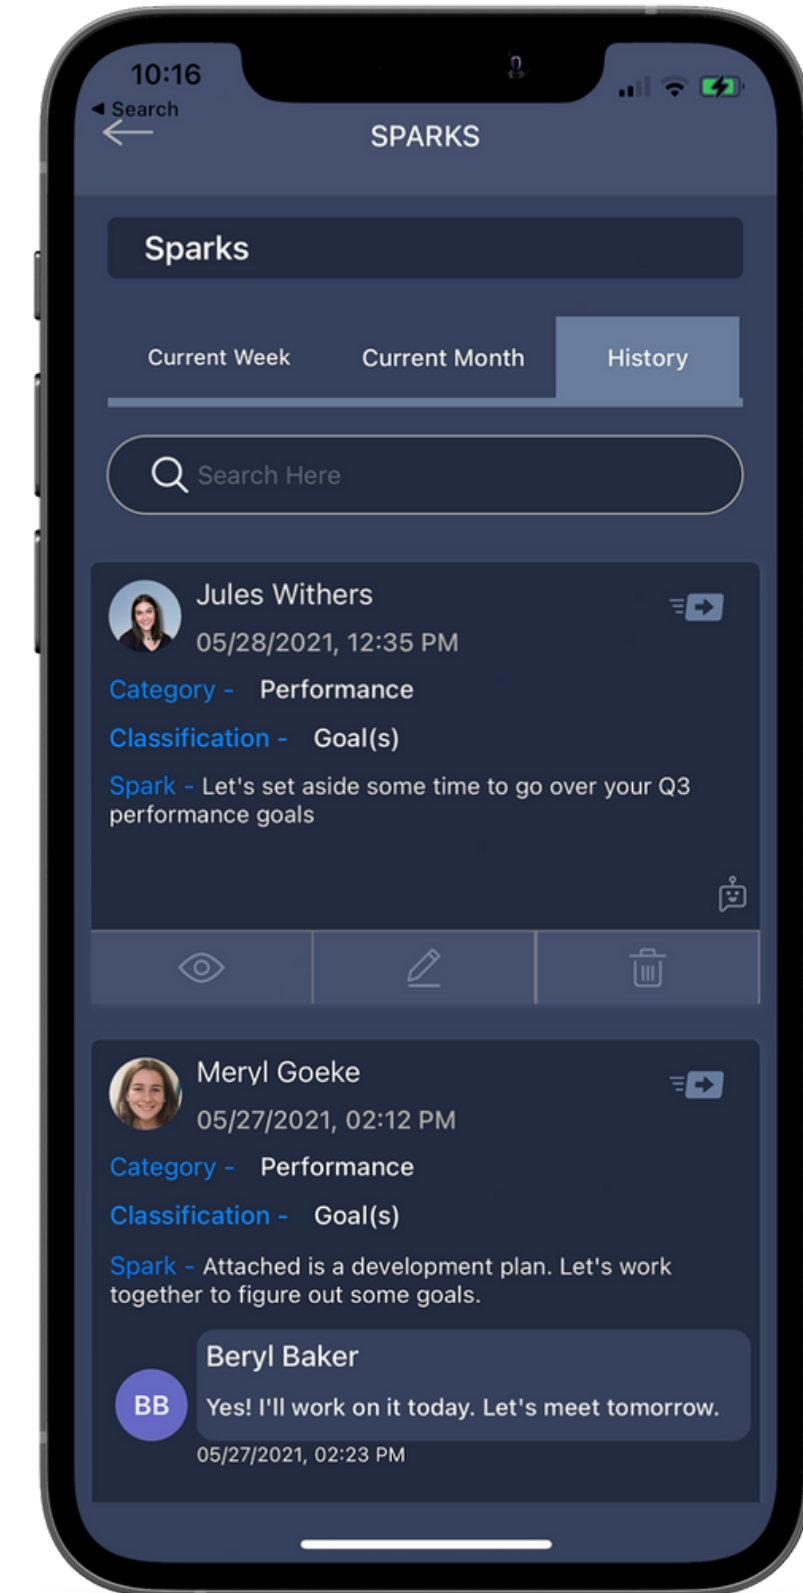 10:16
◀ Search
SPARKS
Sparks
Current Week Current Month History
Search Here
Jules Withers
05/28/2021, 12:35 PM
Category - Performance
Classification - Goal(s)
Spark - Let's set aside some time to go over your Q3
performance goals
Meryl Goeke
05/27/2021, 02:12 PM
Category - Performance
Classification - Goal(s)
Spark - Attached is a development plan. Let's work
together to figure out some goals.
Beryl Baker
BB
Yes! I'll work on it today. Let's meet tomorrow.
05/27/2021, 02:23 PM